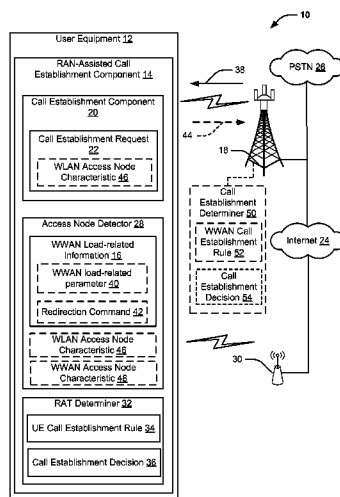 10
User Equipment 12
RAN-Assisted Call
Establishment Component 14
Call Establishment Component
20
Call Establishment Request
22
WLAN Access Node
Characteristic 46
Access Node Detector 28
WWAN Load-related
Information 16
WWAN load-related
parameter 40
Redirection Command 42
WLAN Access Node
Characteristic 46
WWAN Access Node
Characteristic 48
RAT Determiner 32
UE Call Establishment Rule 34
Call Establishment Decision 36
38
44
18
PSTN 26
Call
Establishment
Determiner 50
WWAN Call
Establishment
Rule 52
Call
Establishment
Decision 54
Internet 24
30